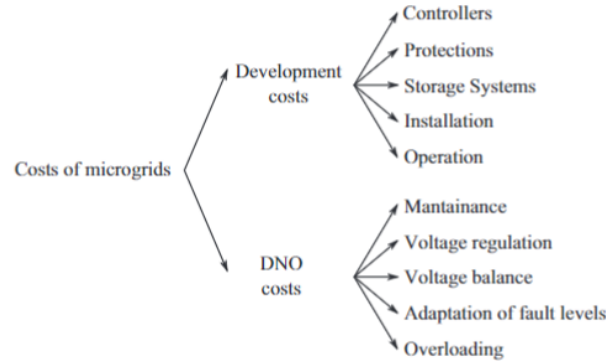 Controllers
Protections
Development
costs
Storage Systems
Installation
Operation
Costs of microgrids
Mantainance
Voltage regulation
DNO
costs
Voltage balance
Adaptation of fault levels
Overloading